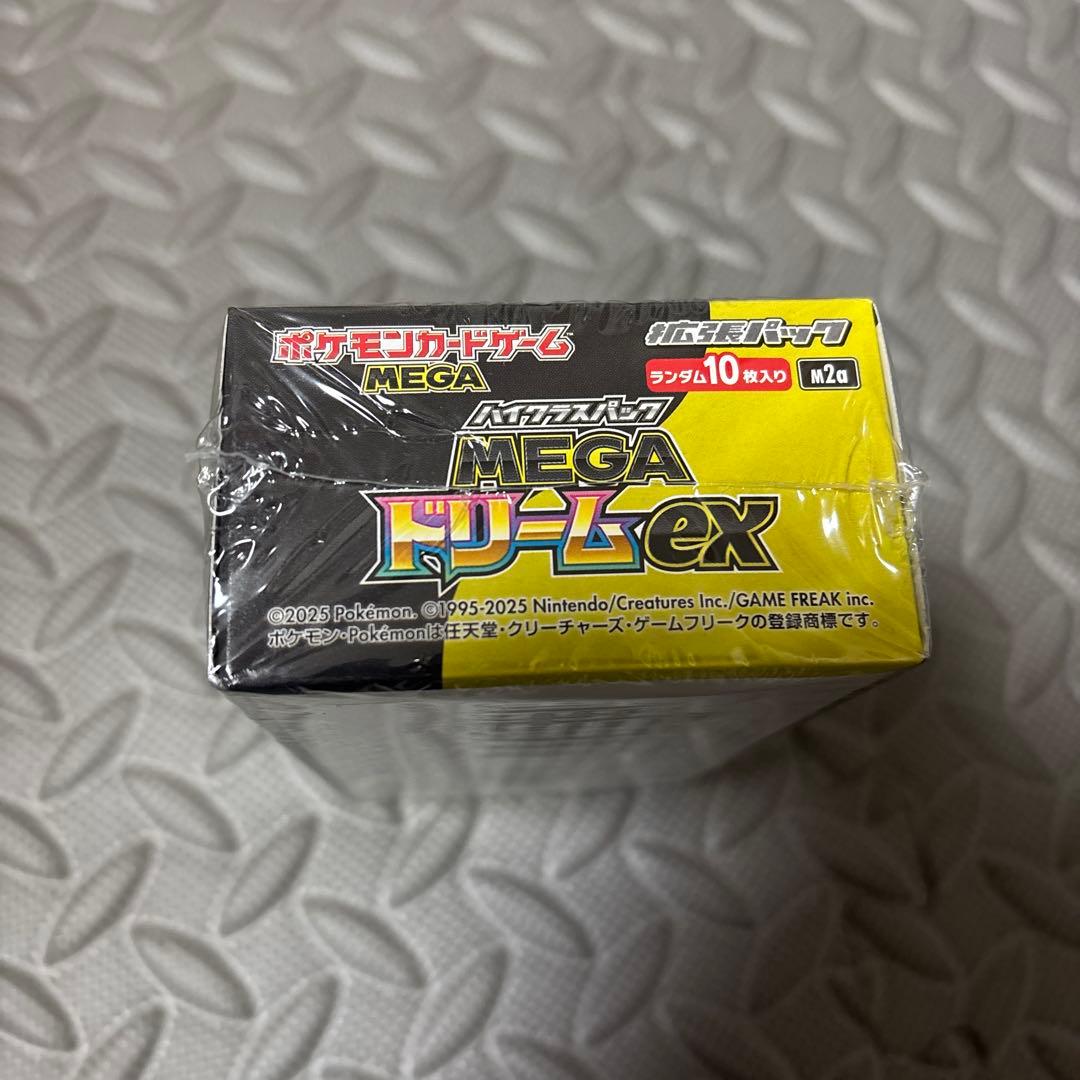 ポケモンカードゲーム
MEGA
拡張パック
ランダム10枚入り M2a
ハイクラスパック
MEGA
ドリームex
©2025 Pokémon. ©1995-2025 Nintendo/Creatures Inc./GAME FREAK inc.
ポケモン・Pokémonは任天堂・クリーチャーズ・ゲームフリークの登録商標です。